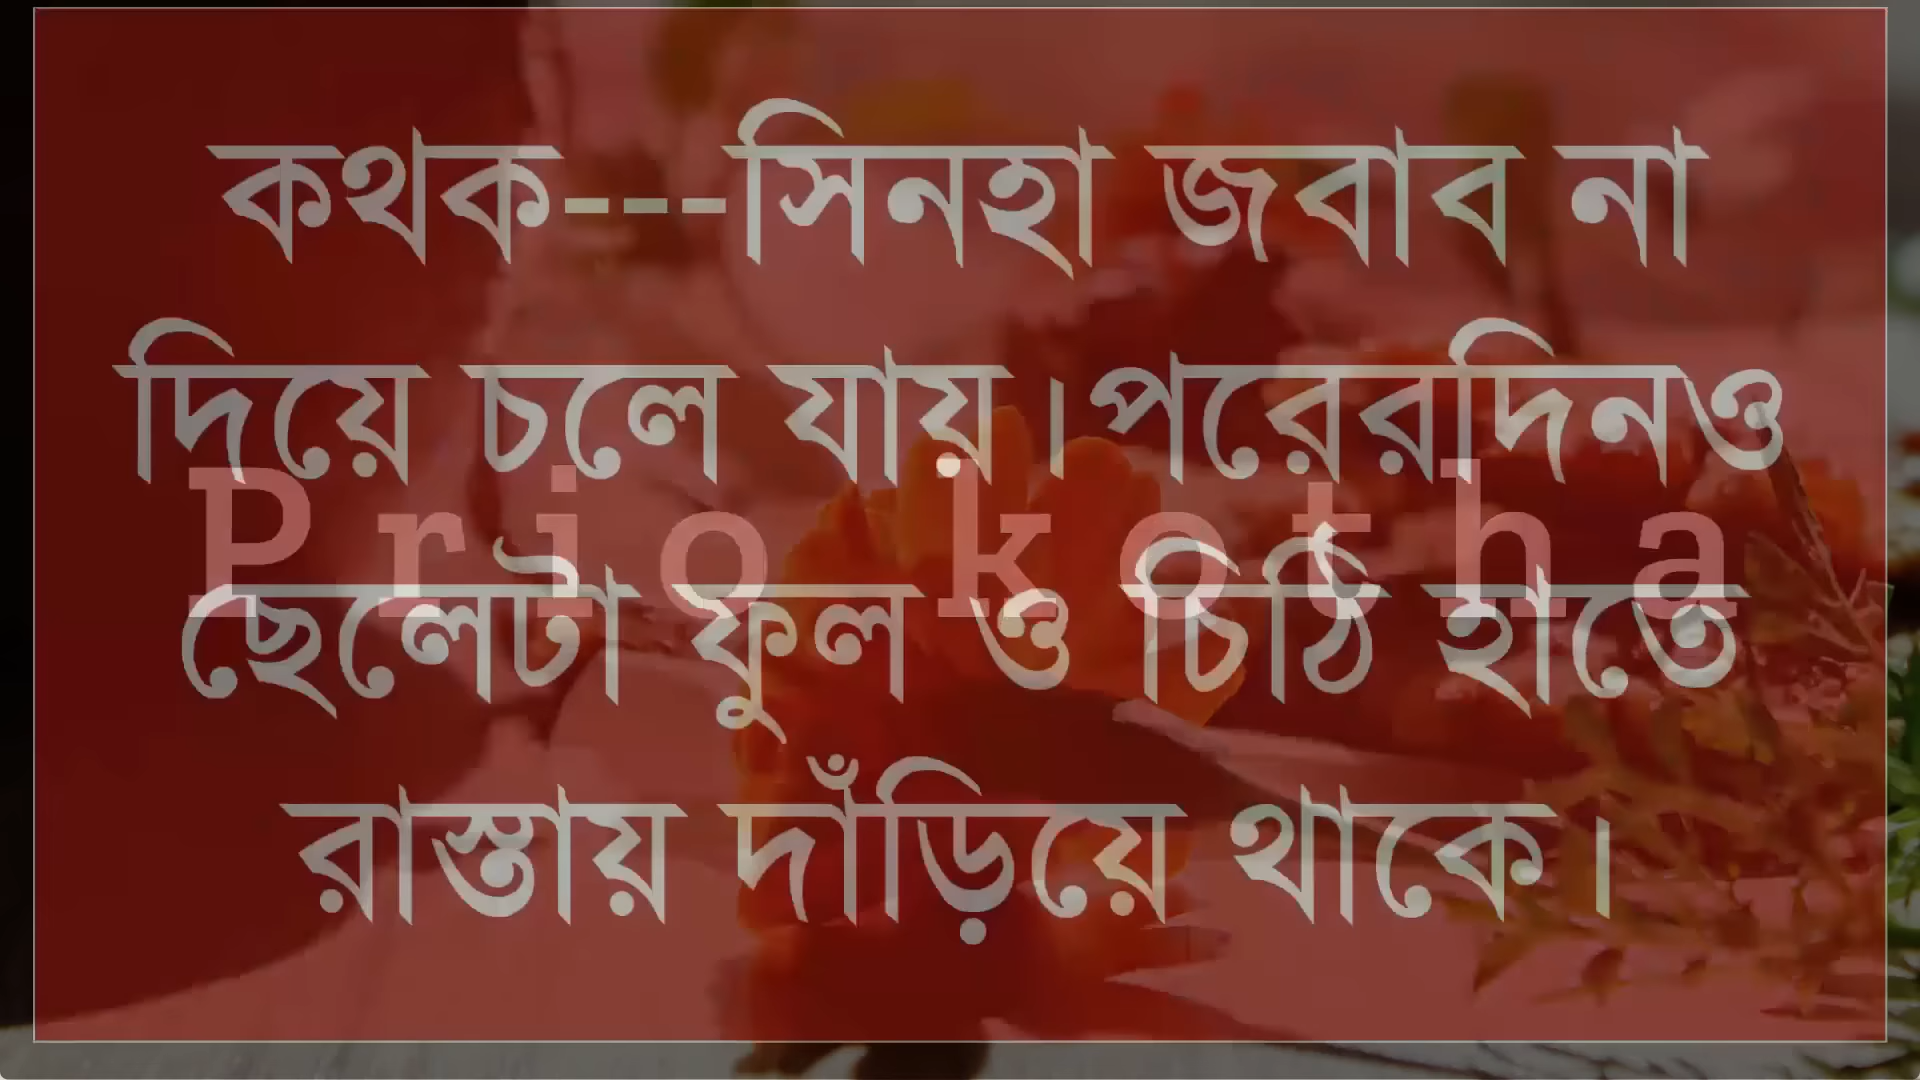 কথক---সিনহা জবাব না
দিয়ে চলে যায়।পরেরদিনও
Prio kotha
ছেলেটা ফুল ও চিঠি হাতে
রাস্তায় দাঁড়িয়ে থাকে।